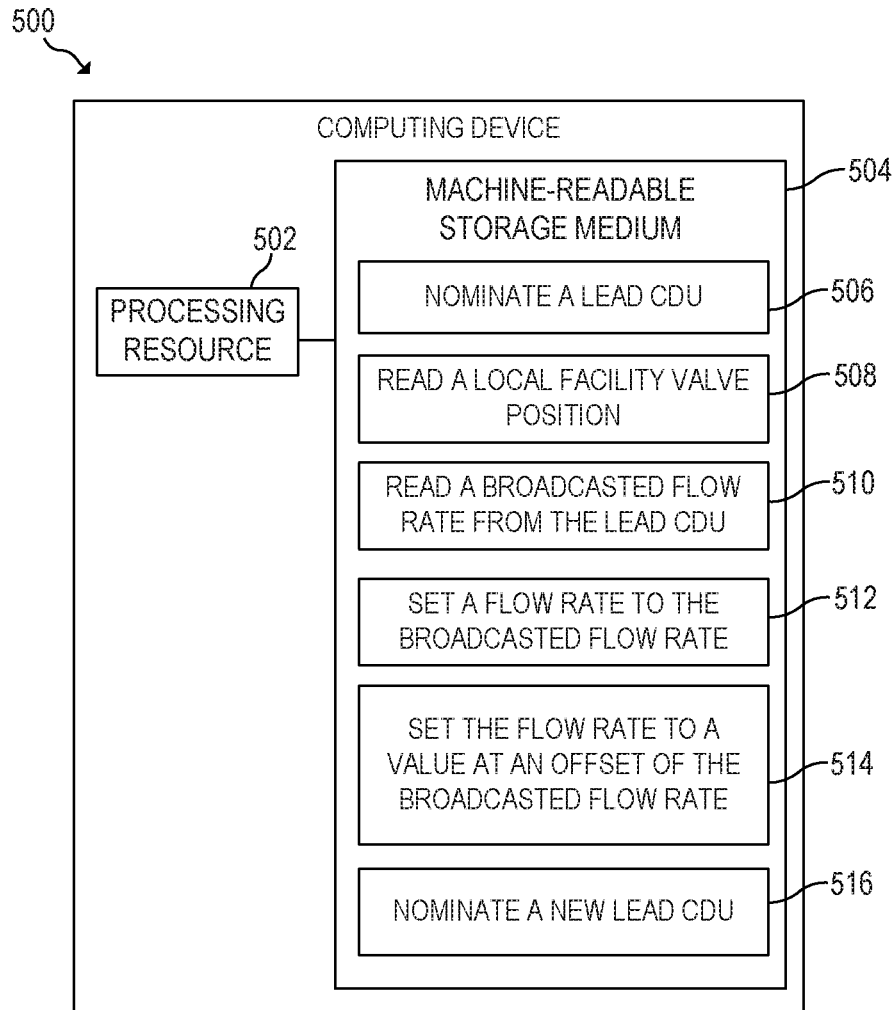 500
COMPUTING DEVICE
504
MACHINE-READABLE
STORAGE MEDIUM
502
PROCESSING
RESOURCE
NOMINATE A LEAD CDU
506
READ A LOCAL FACILITY VALVE
POSITION
508
READ A BROADCASTED FLOW
RATE FROM THE LEAD CDU
510
SET A FLOW RATE TO THE
BROADCASTED FLOW RATE
512
SET THE FLOW RATE TO A
VALUE AT AN OFFSET OF THE
BROADCASTED FLOW RATE
514
NOMINATE A NEW LEAD CDU
516